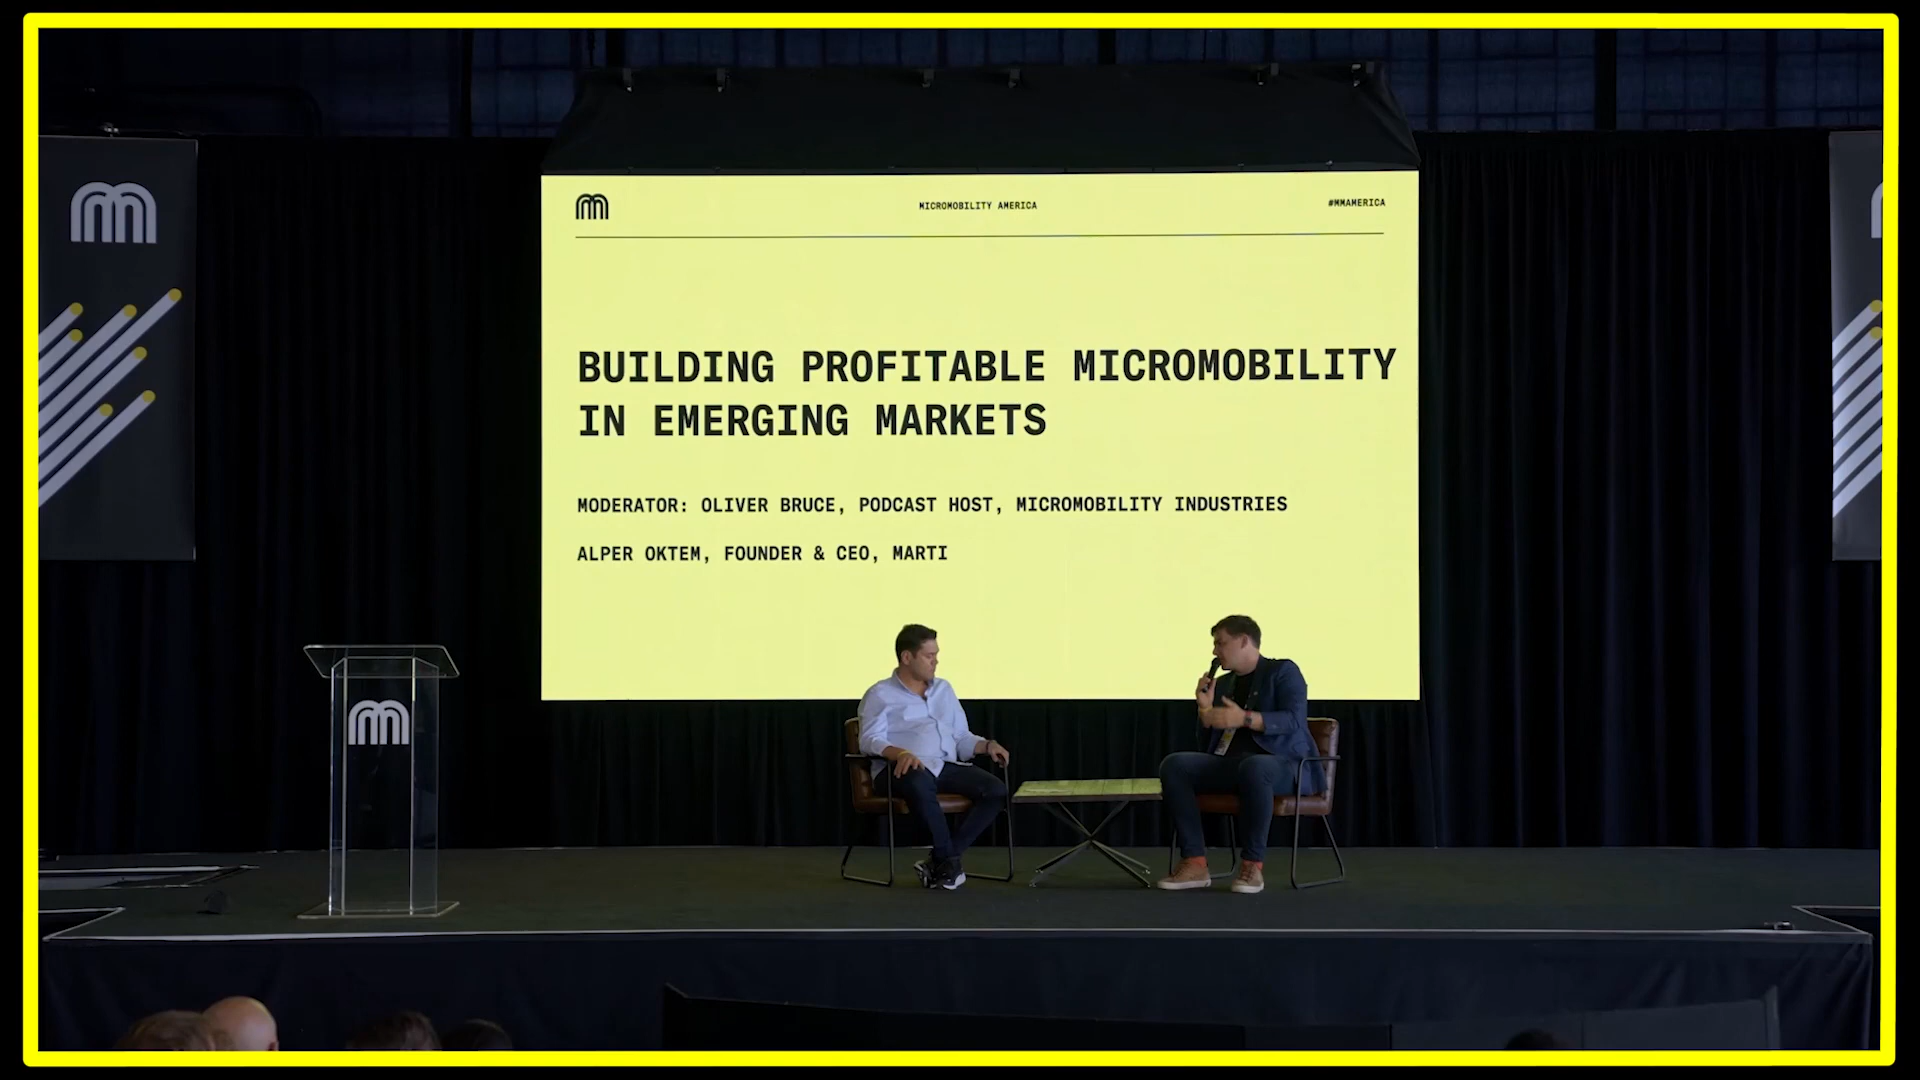 MICROMOBILITY AMERICA
#MMAMERICA
BUILDING PROFITABLE MICROMOBILITY
IN EMERGING MARKETS
MODERATOR: OLIVER BRUCE, PODCAST HOST, MICROMOBILITY INDUSTRIES
ALPER OKTEM, FOUNDER & CEO, MARTI